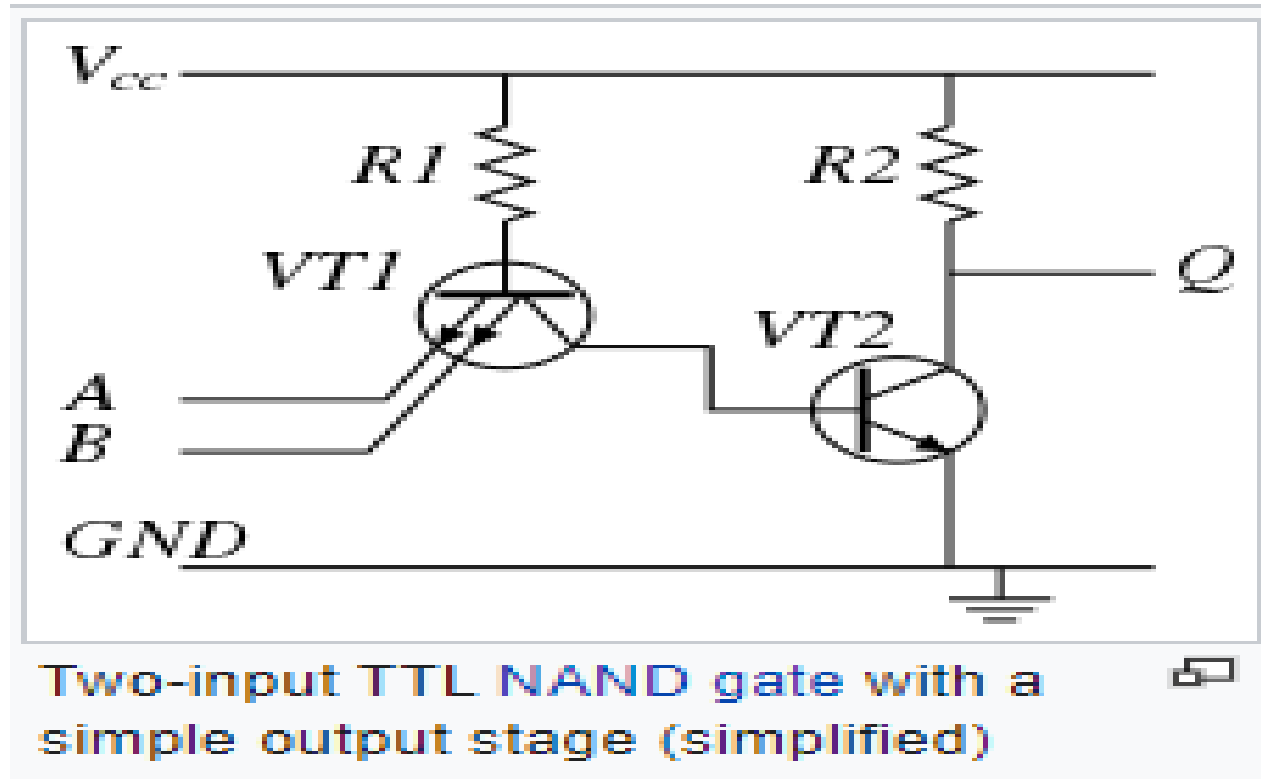 Vcc
R1
R2
VT1
Q
VT2
A
B
GND
Two-input TTL NAND gate with a
simple output stage (simplified)